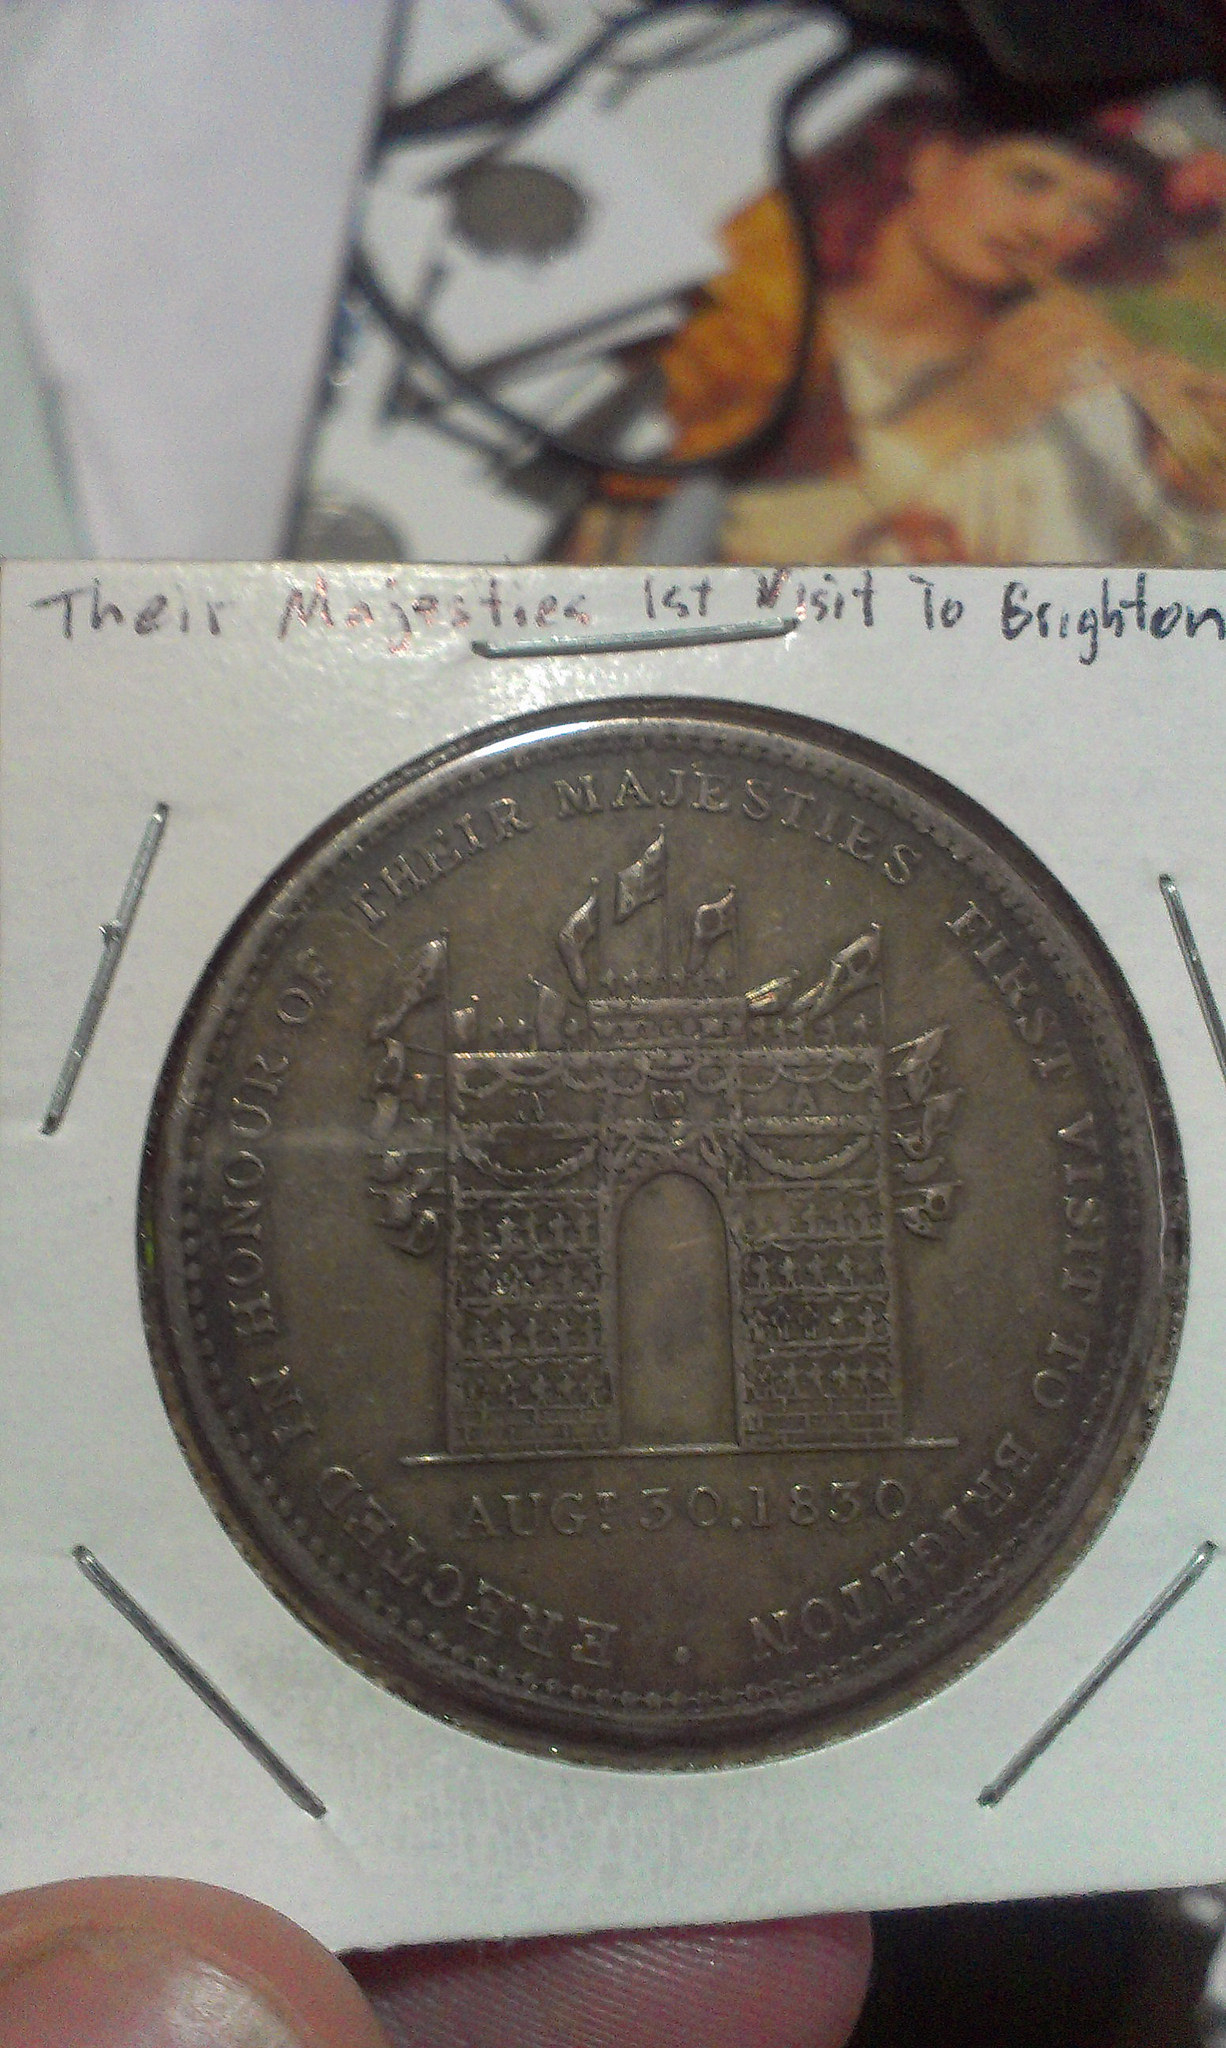 Their Majesties 1st Visit To Brighton
ERECTED IN HONOUR OF THEIR MAJESTIES FIRST VISIT TO BRIGHTON
A
AUGT. 30. 1830